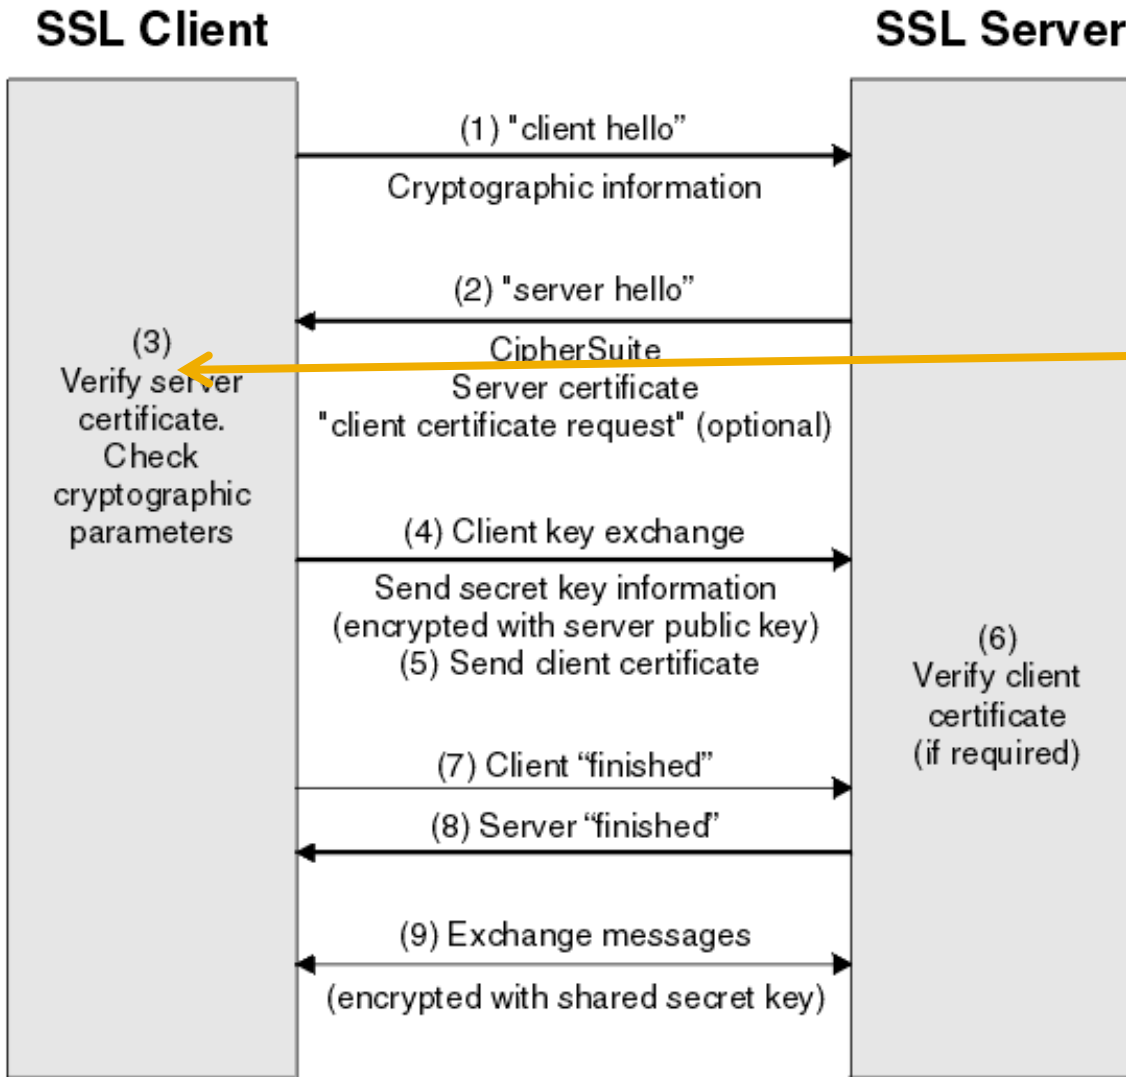 SSL Client
SSL Server
(1) "client hello”
Cryptographic information
(2) "server hello”
CipherSuite
Server certificate
"client certificate request" (optional)
(3)
Verify server
certificate.
Check
cryptographic
parameters
(4) Client key exchange
Send secret key information
(encrypted with server public key)
(5) Send client certificate
(6)
Verify client
certificate
(if required)
(7) Client “finished”
(8) Server “finished”
(9) Exchange messages
(encrypted with shared secret key)